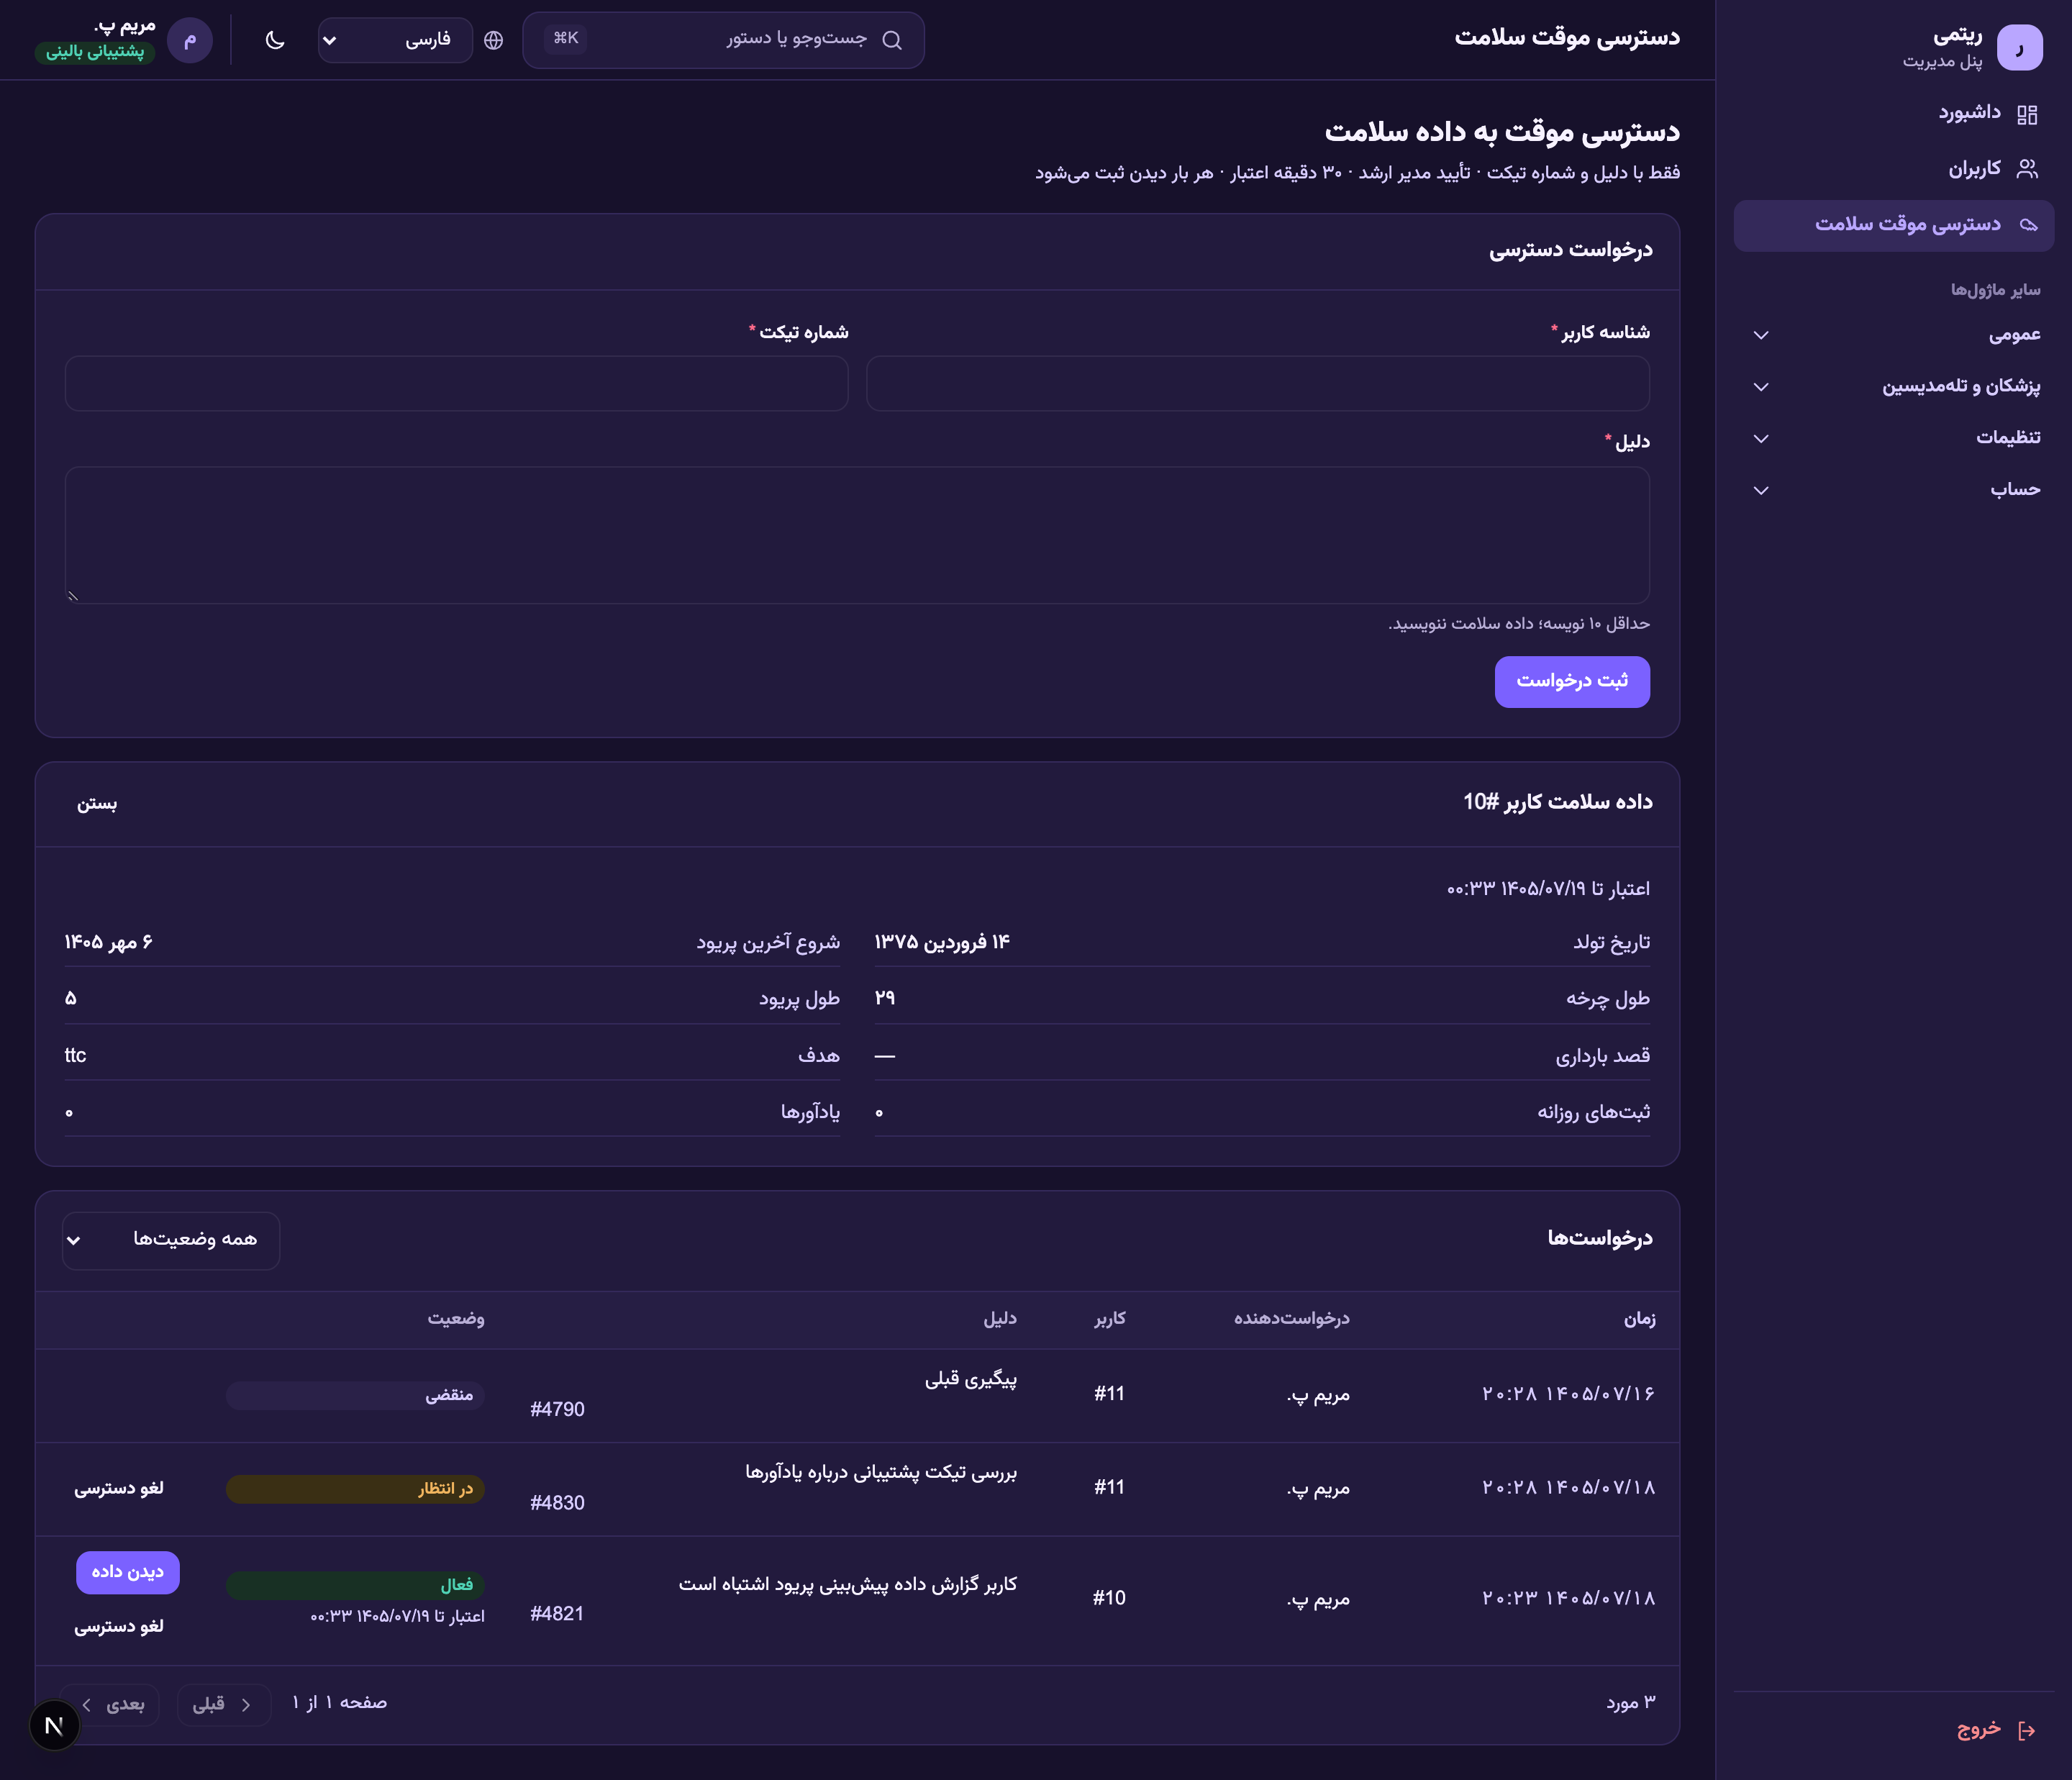 ریتمی
پنل مدیریت
داشبورد
کاربران
دسترسی موقت سلامت
سایر ماژول‌ها
عمومی
پزشکان و تله‌مدیسین
تنظیمات
حساب
خروج
دسترسی موقت سلامت
جست‌وجو یا دستور
⌘K
فارسی
م
مریم پ.
پشتیبانی بالینی
ر
دسترسی موقت به داده سلامت
فقط با دلیل و شماره تیکت · تأیید مدیر ارشد · ۳۰ دقیقه اعتبار · هر بار دیدن ثبت می‌شود
درخواست دسترسی
شناسه کاربر *
شماره تیکت *
دلیل *
حداقل ۱۰ نویسه؛ داده سلامت ننویسید.
ثبت درخواست
داده سلامت کاربر #10
بستن
اعتبار تا ۱۴۰۵/۰۷/۱۹ ۰۰:۳۳
تاریخ تولد ۱۴ فروردین ۱۳۷۵
شروع آخرین پریود ۶ مهر ۱۴۰۵
طول چرخه ۲۹
طول پریود ۵
قصد بارداری —
هدف ttc
ثبت‌های روزانه ۰
یادآورها ۰
درخواست‌ها
همه وضعیت‌ها
زمان درخواست‌دهنده کاربر دلیل وضعیت
۱۴۰۵/۰۷/۱۶ ۲۰:۲۸ مریم پ. #11 پیگیری قبلی #4790 منقضی
۱۴۰۵/۰۷/۱۸ ۲۰:۲۸ مریم پ. #11 بررسی تیکت پشتیبانی درباره یادآورها #4830 در انتظار لغو دسترسی
۱۴۰۵/۰۷/۱۸ ۲۰:۲۳ مریم پ. #10 کاربر گزارش داده پیش‌بینی پریود اشتباه است #4821 فعال
اعتبار تا ۱۴۰۵/۰۷/۱۹ ۰۰:۳۳
دیدن داده
لغو دسترسی
۳ مورد
صفحه ۱ از ۱
قبلی
بعدی
N